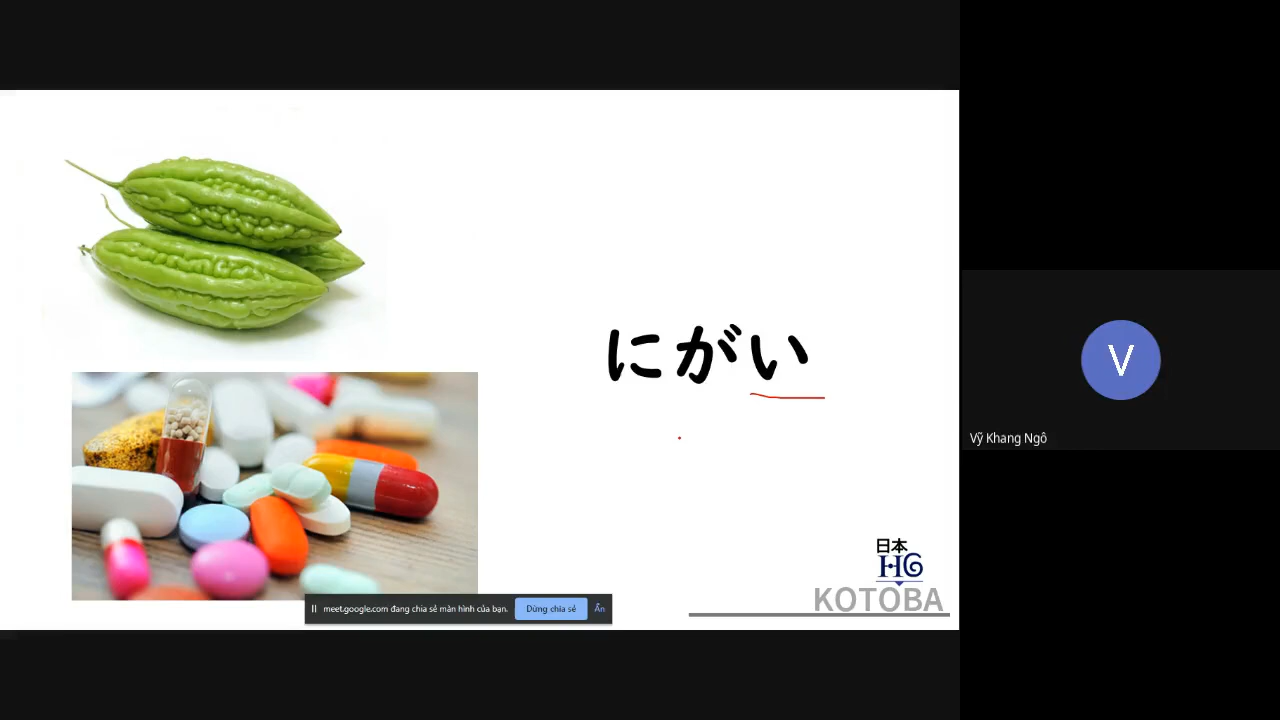 にがい
V
Vỹ Khang Ngô
日本
HG
KOTOBA
meet.google.com đang chia sẻ màn hình của bạn.
Dừng chia sẻ
Ẩn